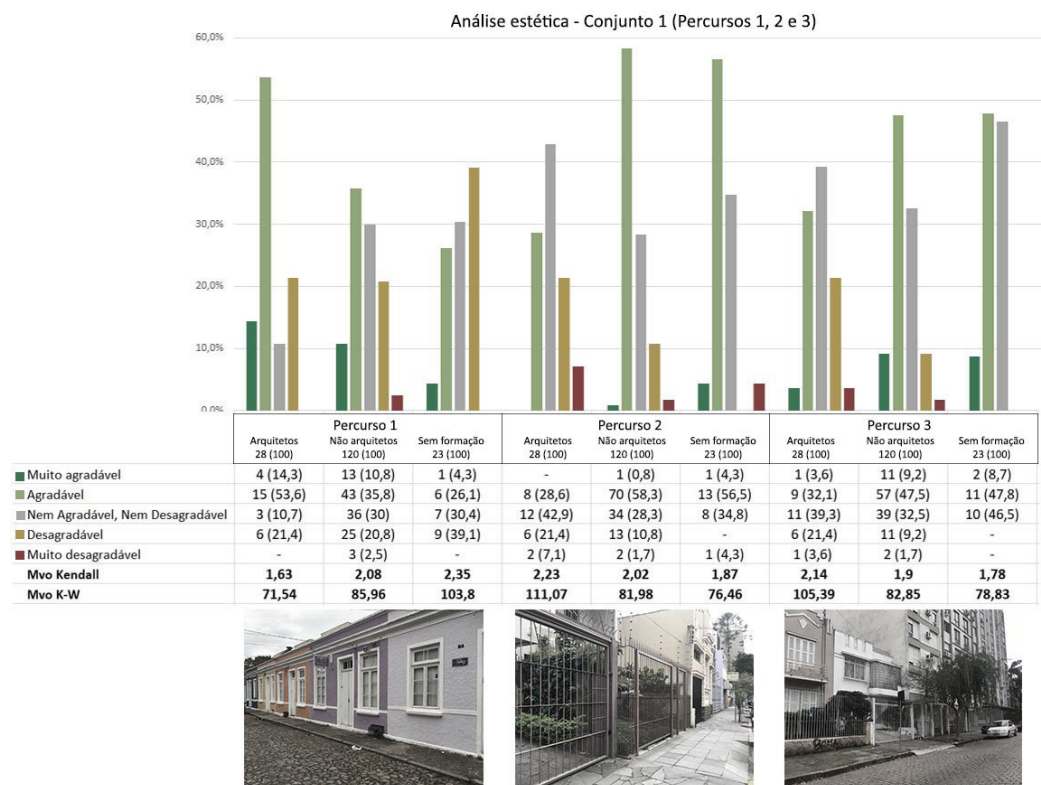 Análise estética - Conjunto 1 (Percursos 1, 2 e 3)
60,0%
50,0%
40,0%
30,0%
20,0%
10,0%
0,0%
Percurso 1 Percurso 2 Percurso 3
Arquitetos Não arquitetos Sem formação Arquitetos Não arquitetos Sem formação Arquitetos Não arquitetos Sem formação
28 (100) 120 (100) 23 (100) 28 (100) 120 (100) 23 (100) 28 (100) 120 (100) 23 (100)
Muito agradável 4 (14,3) 13 (10,8) 1 (4,3) - 1 (0,8) 1 (4,3) 1 (3,6) 11 (9,2) 2 (8,7)
Agradável 15 (53,6) 43 (35,8) 6 (26,1) 8 (28,6) 70 (58,3) 13 (56,5) 9 (32,1) 57 (47,5) 11 (47,8)
Nem Agradável, Nem Desagradável 3 (10,7) 36 (30) 7 (30,4) 12 (42,9) 34 (28,3) 8 (34,8) 11 (39,3) 39 (32,5) 10 (46,5)
Desagradável 6 (21,4) 25 (20,8) 9 (39,1) 6 (21,4) 13 (10,8) - 6 (21,4) 11 (9,2) -
Muito desagradável - 3 (2,5) - 2 (7,1) 2 (1,7) 1 (4,3) 1 (3,6) 2 (1,7) -
Mvo Kendall 1,63 2,08 2,35 2,23 2,02 1,87 2,14 1,9 1,78
Mvo K-W 71,54 85,96 103,8 111,07 81,98 76,46 105,39 82,85 78,83